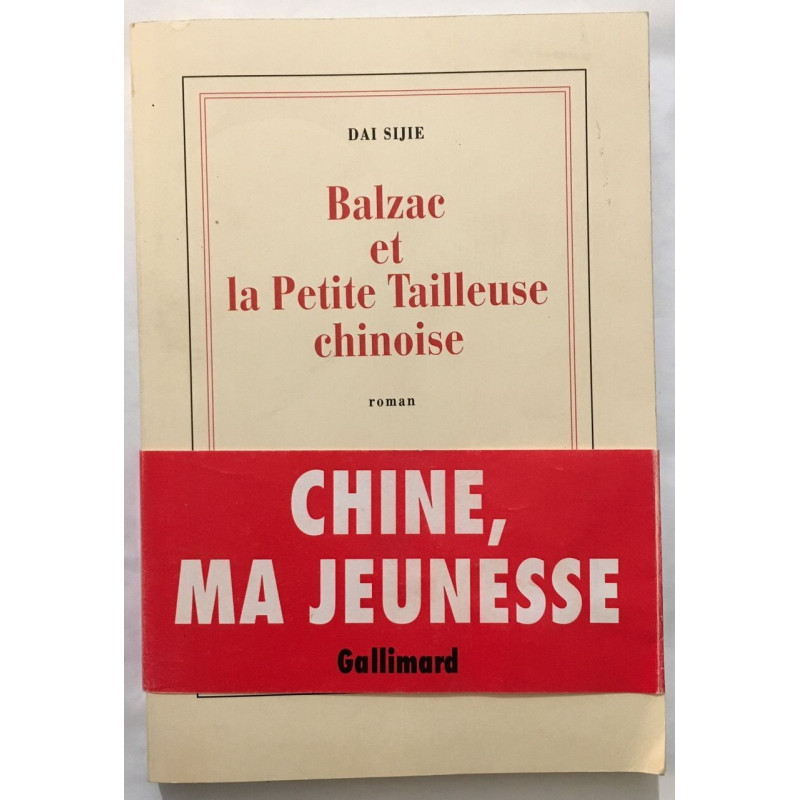 DAI SIJIE
Balzac
et
la Petite Tailleuse
chinoise
roman
CHINE,
MA JEUNESSE
Gallimard